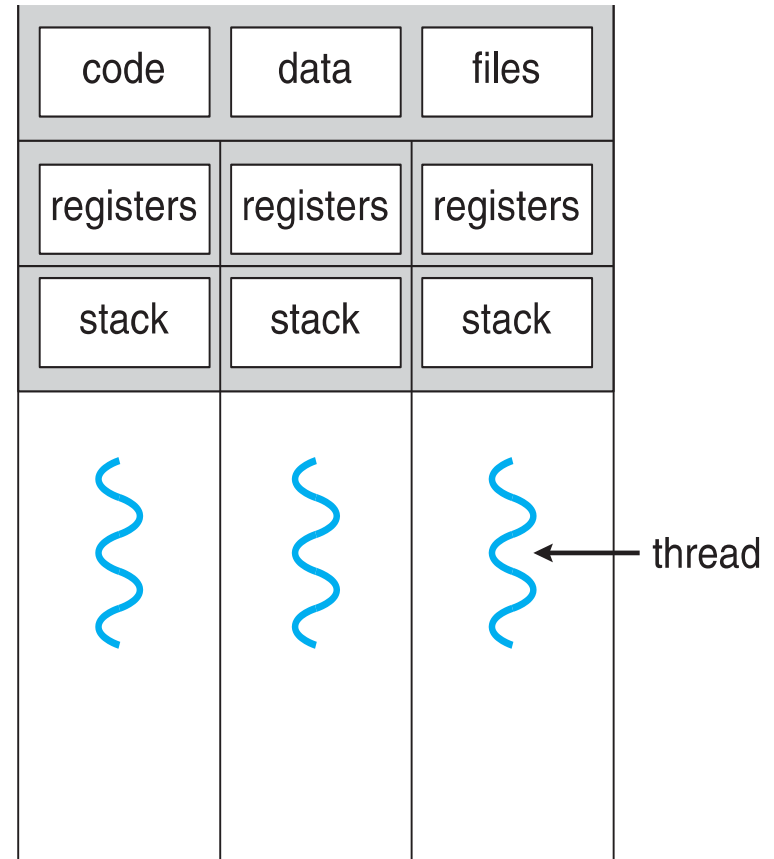 code data files
registers registers registers
stack stack stack
thread